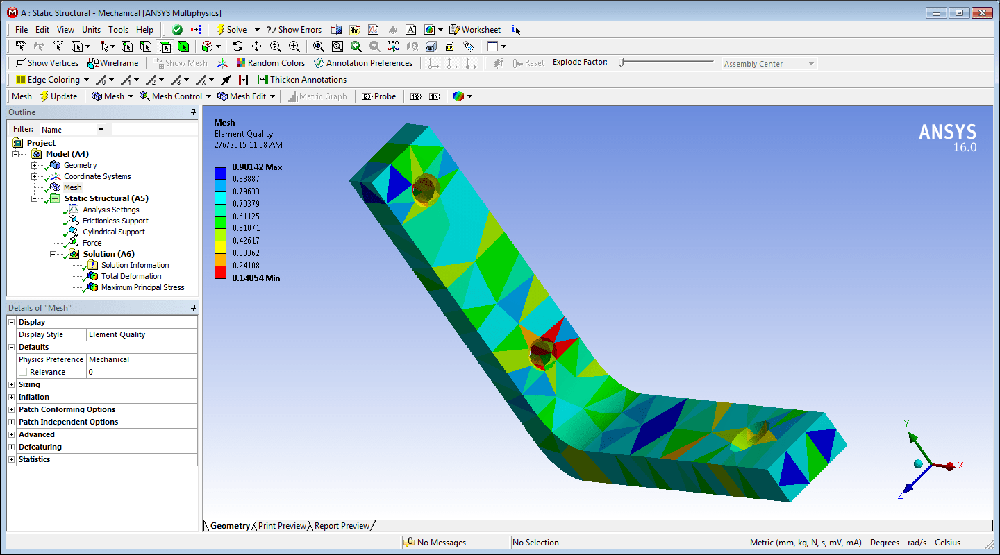 A : Static Structural - Mechanical [ANSYS Multiphysics]
File Edit View Units Tools Help Solve ?/ Show Errors Worksheet
Show Vertices Wireframe Show Mesh Random Colors Annotation Preferences Reset Explode Factor: Assembly Center
Edge Coloring Thicken Annotations
Mesh Update Mesh Mesh Control Mesh Edit Metric Graph Probe MAX MIN
Outline
Filter: Name
Project
Model (A4)
Geometry
Coordinate Systems
Mesh
Static Structural (A5)
Analysis Settings
Frictionless Support
Cylindrical Support
Force
Solution (A6)
Solution Information
Total Deformation
Maximum Principal Stress
Details of "Mesh"
Display
Display Style Element Quality
Defaults
Physics Preference Mechanical
Relevance 0
Sizing
Inflation
Patch Conforming Options
Patch Independent Options
Advanced
Defeaturing
Statistics
Mesh
Element Quality
2/6/2015 11:58 AM
0.98142 Max
0.88887
0.79633
0.70379
0.61125
0.51871
0.42617
0.33362
0.24108
0.14854 Min
ANSYS
16.0
Y
X
Z
Geometry Print Preview Report Preview
No Messages No Selection Metric (mm, kg, N, s, mV, mA) Degrees rad/s Celsius